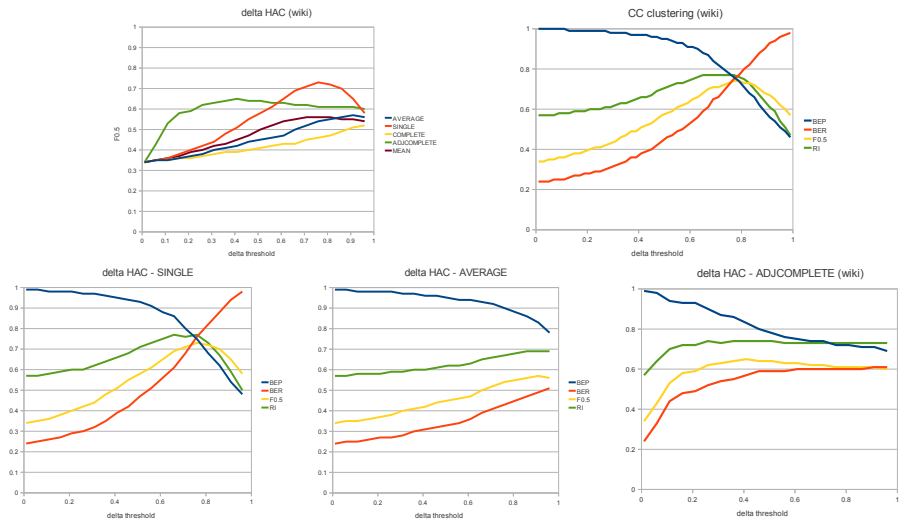 delta HAC (wiki)
1
0.9
0.8
0.7
0.6
0.5
0.4
0.3
0.2
0.1
0
F0.5
0 0.1 0.2 0.3 0.4 0.5 0.6 0.7 0.8 0.9 1
delta threshold
AVERAGE
SINGLE
COMPLETE
ADJCOMPLETE
MEAN
CC clustering (wiki)
1
0.8
0.6
0.4
0.2
0
0 0.2 0.4 0.6 0.8 1
delta threshold
BEP
BER
F0.5
RI
delta HAC - SINGLE
1
0.9
0.8
0.7
0.6
0.5
0.4
0.3
0.2
0.1
0
0 0.2 0.4 0.6 0.8 1
delta threshold
BEP
BER
F0.5
RI
delta HAC - AVERAGE
1
0.9
0.8
0.7
0.6
0.5
0.4
0.3
0.2
0.1
0
0 0.2 0.4 0.6 0.8 1
delta threshold
BEP
BER
F0.5
RI
delta HAC - ADJCOMPLETE (wiki)
1
0.8
0.6
0.4
0.2
0
0 0.2 0.4 0.6 0.8 1
delta threshold
BEP
BER
F0.5
RI